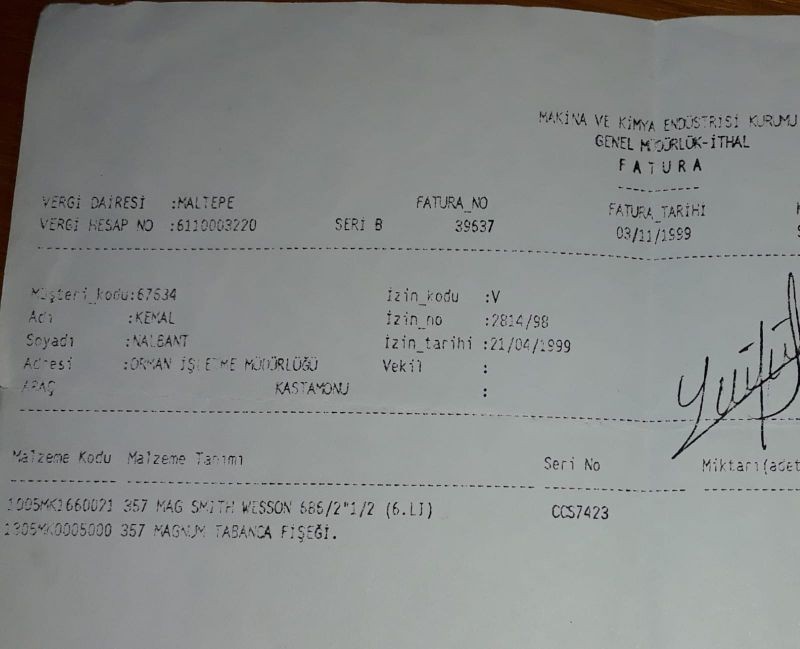 MAKİNA VE KİMYA ENDÜSTRİSİ KURUMU
GENEL MÜDÜRLÜK-İTHAL
F A T U R A
VERGİ DAİRESİ :MALTEPE FATURA_NO FATURA_TARİHİ
VERGİ HESAP NO :6110003220 SERİ B 39637 03/11/1999
Müşteri_kodu:67534 İzin_kodu :V
Adı :KEMAL İzin_no :2814/98
Soyadı :NALBANT İzin_tarihi :21/04/1999
Adresi :ORMAN İŞLETME MÜDÜRLÜĞÜ Vekil :
ARAÇ KASTAMONU :
Malzeme Kodu Malzeme Tanımı Seri No Miktarı(adet
1005MK1660021 357 MAG SMITH WESSON 686/2"1/2 (6.LI) CCS7423
1305MK0005000 357 MAGNUM TABANCA FİŞEĞİ.